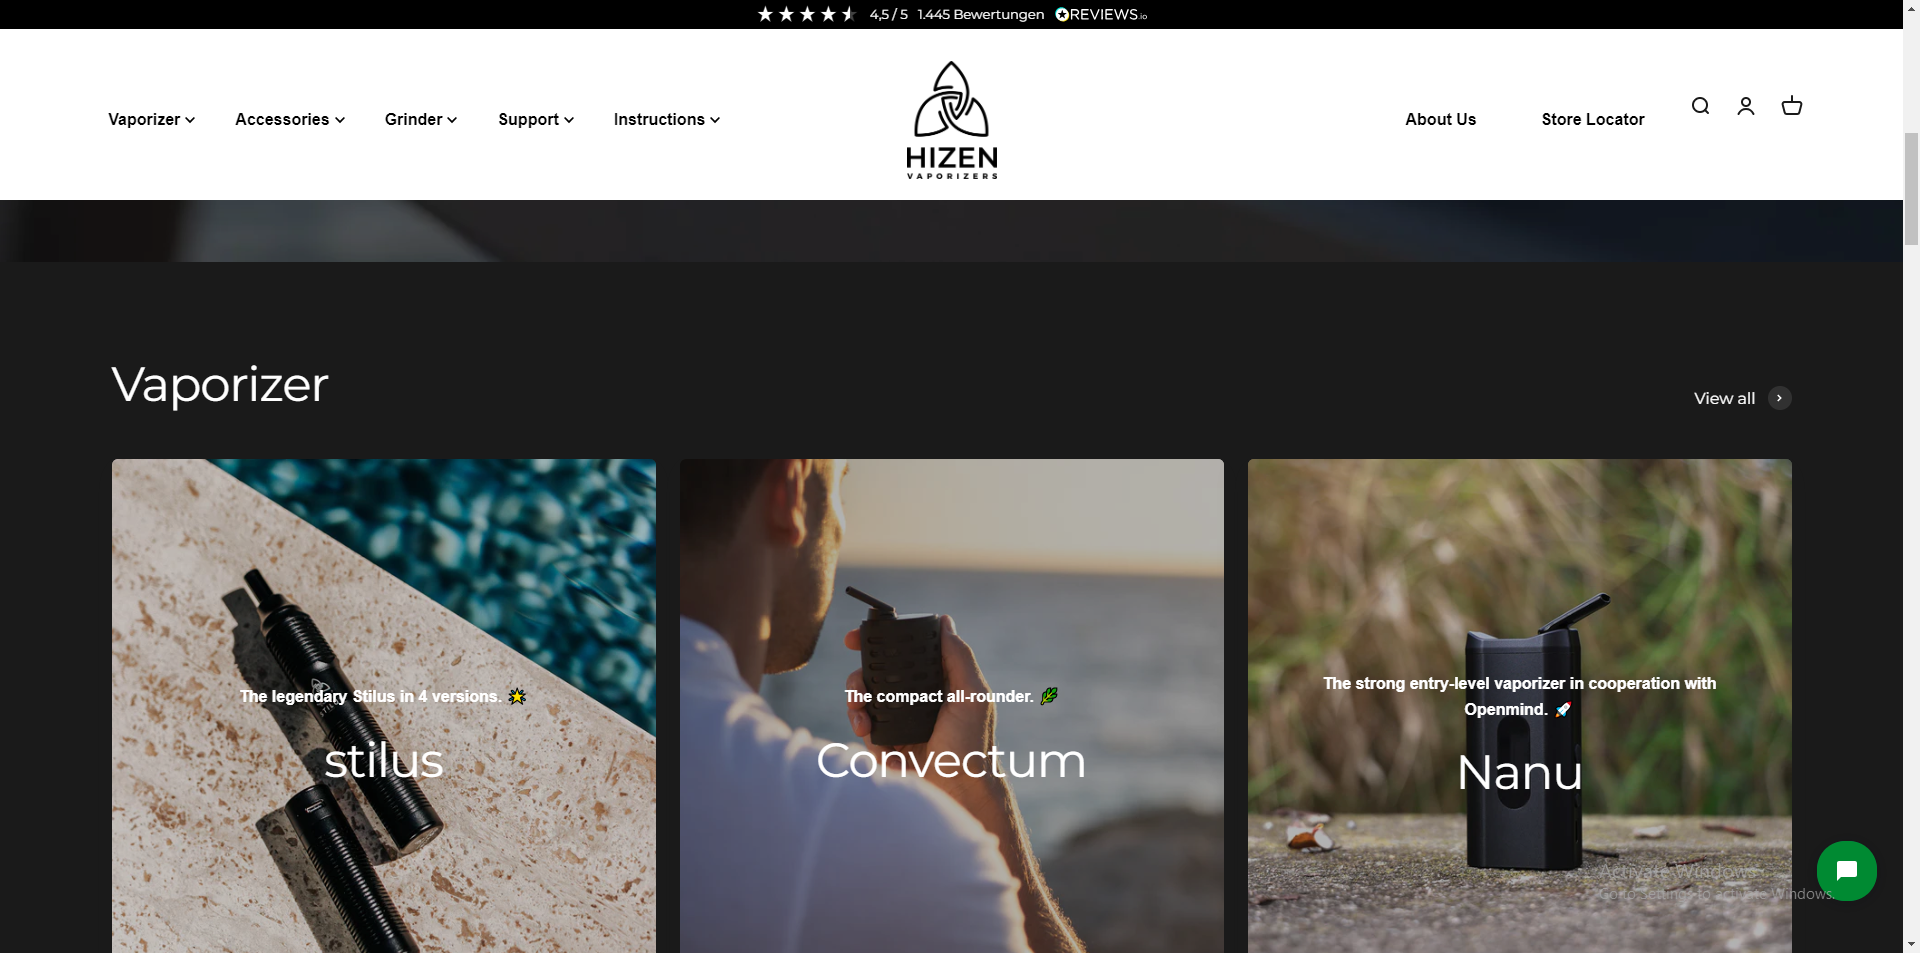 4,5 / 5 1.445 Bewertungen REVIEWS.io
Vaporizer Accessories Grinder Support Instructions
HIZEN
VAPORIZERS
About Us Store Locator
Vaporizer
View all
The legendary Stilus in 4 versions. 🌟
stilus
The compact all-rounder. 🌿
Convectum
The strong entry-level vaporizer in cooperation with
Openmind. 🚀
Nanu
Activate Windows
Go to Settings to activate Windows.